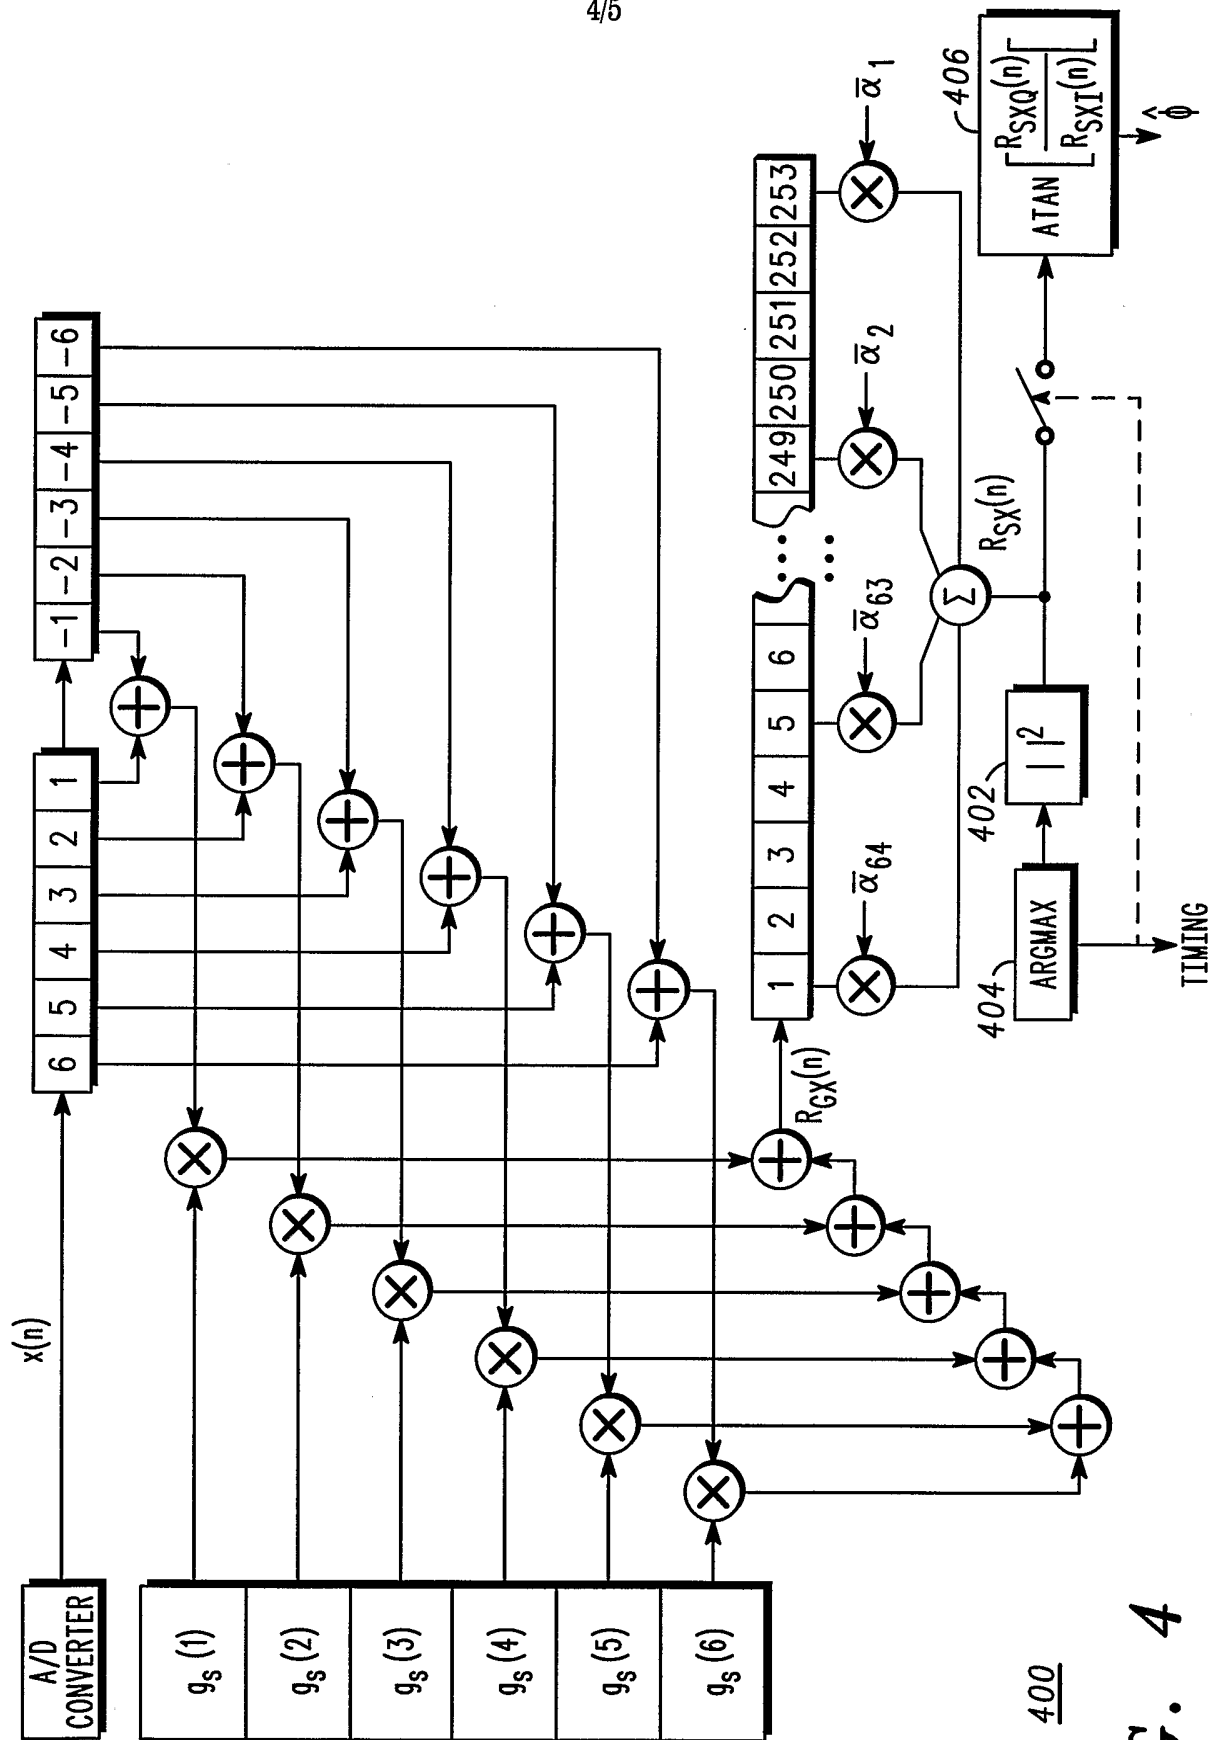 4/5
A/D
CONVERTER
x(n)
6 5 4 3 2 1
-1 -2 -3 -4 -5 -6
gS(1)
gS(2)
gS(3)
gS(4)
gS(5)
gS(6)
RGX(n)
1 2 3 4 5 6 ... 249 250 251 252 253
...
ᾱ64
ᾱ63
ᾱ2
ᾱ1
Σ
RSX(n)
404
ARGMAX
402
| |²
TIMING
406
ATAN [RSXQ(n) / RSXI(n)]
ϕ̂
400
4